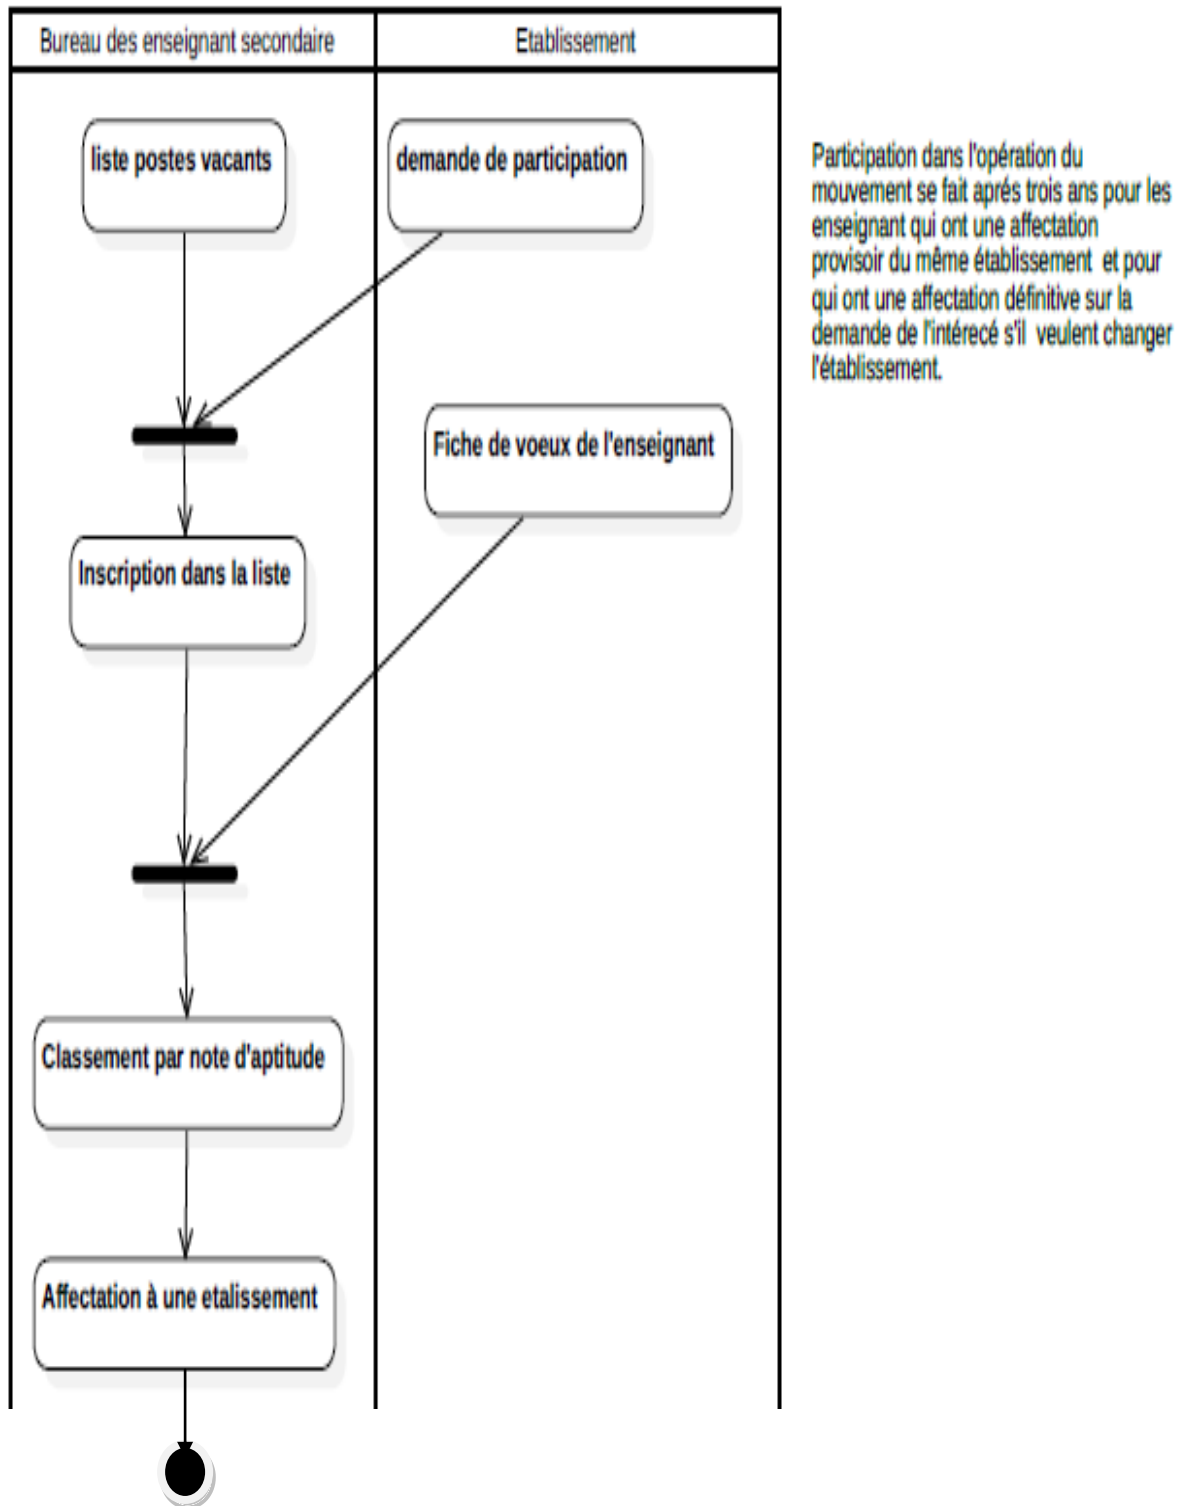 Bureau des enseignant secondaire
Etablissement
liste postes vacants
demande de participation
Participation dans l'opération du
mouvement se fait aprés trois ans pour les
enseignant qui ont une affectation
provisoir du même établissement et pour
qui ont une affectation définitive sur la
demande de l'intérecé s'il veulent changer
l'établissement.
Fiche de voeux de l'enseignant
Inscription dans la liste
Classement par note d'aptitude
Affectation à une etalissement